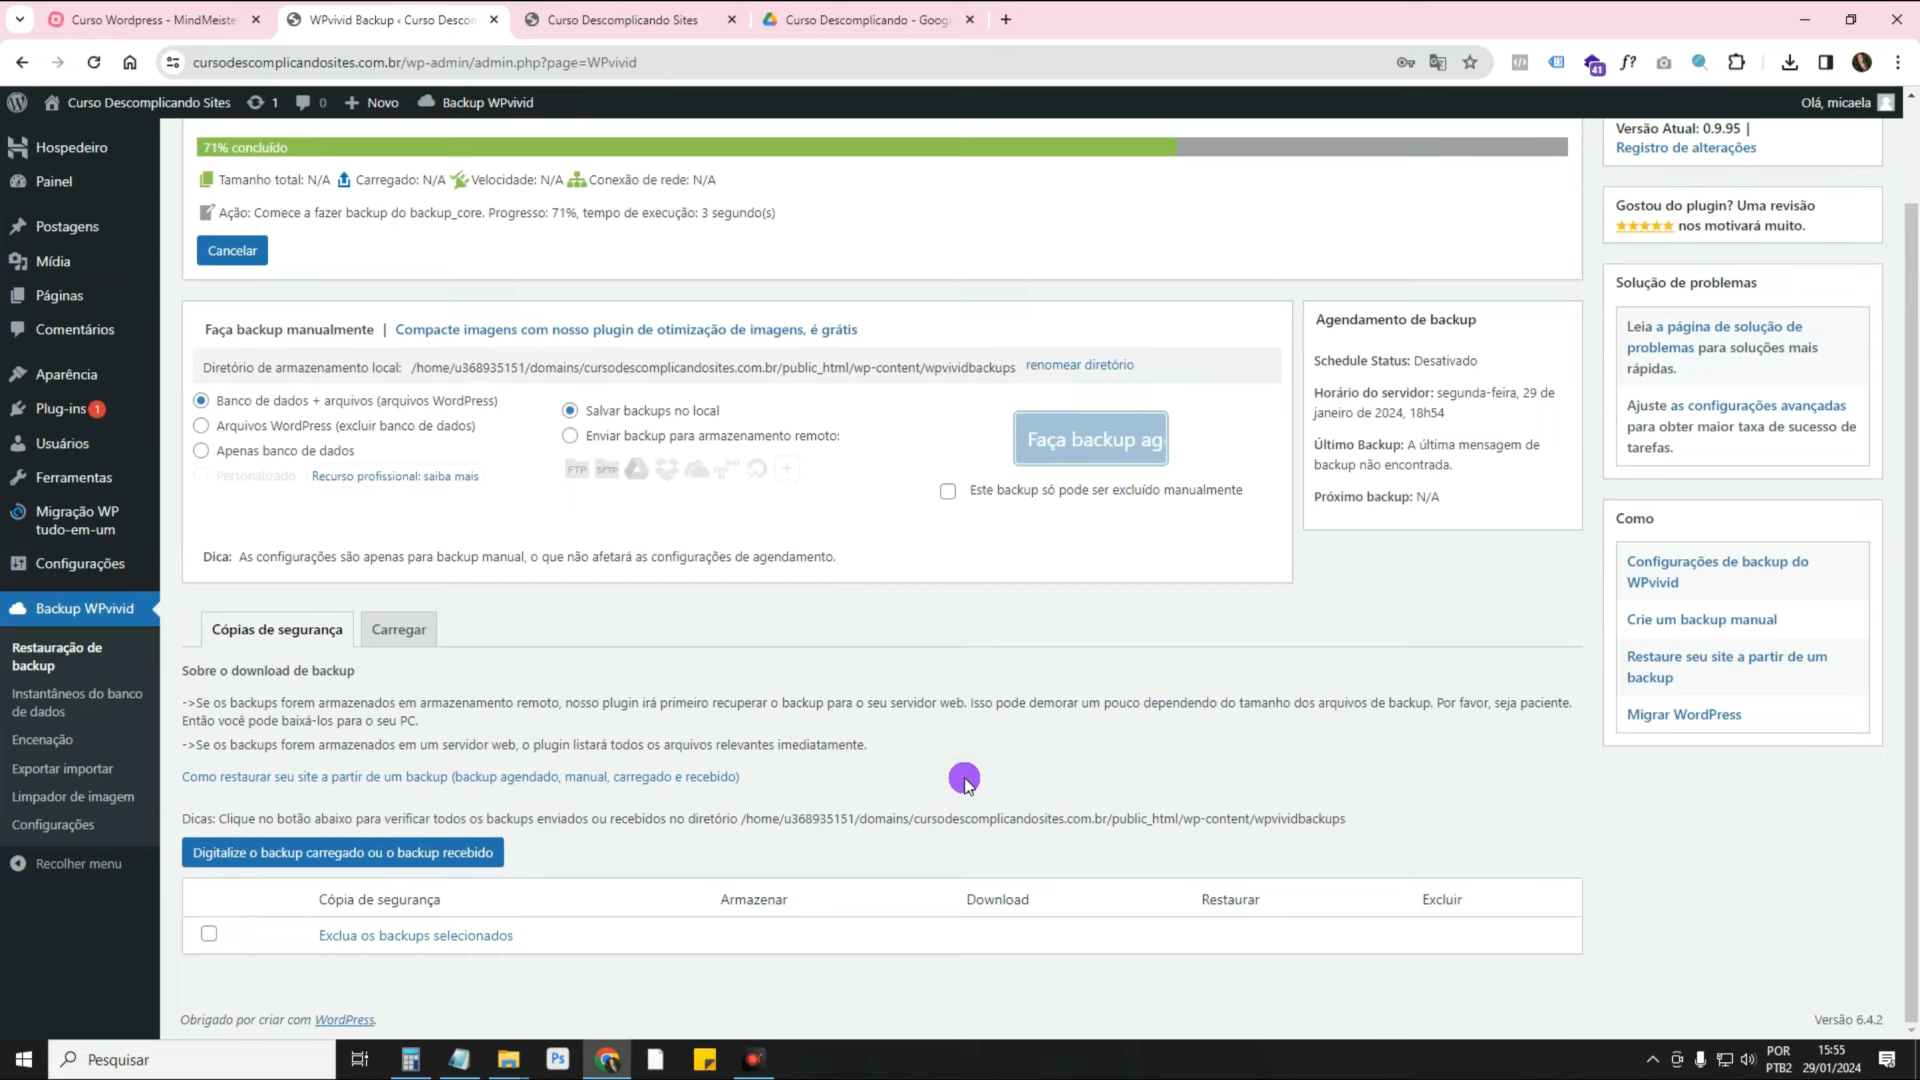 Curso Wordpress - MindMeiste
WPvivid Backup ‹ Curso Descon
Curso Descomplicando Sites
Curso Descomplicando - Goog
cursodescomplicandosites.com.br/wp-admin/admin.php?page=WPvivid
41
f?
Curso Descomplicando Sites
1
0
Novo
Backup WPvivid
Olá, micaela
Hospedeiro
Painel
Postagens
Mídia
Páginas
Comentários
Aparência
Plug-ins 1
Usuários
Ferramentas
Migração WP
tudo-em-um
Configurações
Backup WPvivid
Restauração de
backup
Instantâneos do banco
de dados
Encenação
Exportar importar
Limpador de imagem
Configurações
Recolher menu
71% concluído
Tamanho total: N/A Carregado: N/A Velocidade: N/A Conexão de rede: N/A
Ação: Comece a fazer backup do backup_core. Progresso: 71%, tempo de execução: 3 segundo(s)
Cancelar
Faça backup manualmente | Compacte imagens com nosso plugin de otimização de imagens, é grátis
Diretório de armazenamento local: /home/u368935151/domains/cursodescomplicandosites.com.br/public_html/wp-content/wpvividbackups renomear diretório
Banco de dados + arquivos (arquivos WordPress)
Arquivos WordPress (excluir banco de dados)
Apenas banco de dados
Personalizado Recurso profissional: saiba mais
Salvar backups no local
Enviar backup para armazenamento remoto:
FTP SFTP
Faça backup ag
Este backup só pode ser excluído manualmente
Dica: As configurações são apenas para backup manual, o que não afetará as configurações de agendamento.
Agendamento de backup
Schedule Status: Desativado
Horário do servidor: segunda-feira, 29 de
janeiro de 2024, 18h54
Último Backup: A última mensagem de
backup não encontrada.
Próximo backup: N/A
Cópias de segurança
Carregar
Sobre o download de backup
->Se os backups forem armazenados em armazenamento remoto, nosso plugin irá primeiro recuperar o backup para o seu servidor web. Isso pode demorar um pouco dependendo do tamanho dos arquivos de backup. Por favor, seja paciente.
Então você pode baixá-los para o seu PC.
->Se os backups forem armazenados em um servidor web, o plugin listará todos os arquivos relevantes imediatamente.
Como restaurar seu site a partir de um backup (backup agendado, manual, carregado e recebido)
Dicas: Clique no botão abaixo para verificar todos os backups enviados ou recebidos no diretório /home/u368935151/domains/cursodescomplicandosites.com.br/public_html/wp-content/wpvividbackups
Digitalize o backup carregado ou o backup recebido
Cópia de segurança Armazenar Download Restaurar Excluir
Exclua os backups selecionados
Obrigado por criar com WordPress.
Versão 6.4.2
Versão Atual: 0.9.95 |
Registro de alterações
Gostou do plugin? Uma revisão
nos motivará muito.
Solução de problemas
Leia a página de solução de
problemas para soluções mais
rápidas.
Ajuste as configurações avançadas
para obter maior taxa de sucesso de
tarefas.
Como
Configurações de backup do
WPvivid
Crie um backup manual
Restaure seu site a partir de um
backup
Migrar WordPress
Pesquisar
Ps
POR
PTB2
15:55
29/01/2024